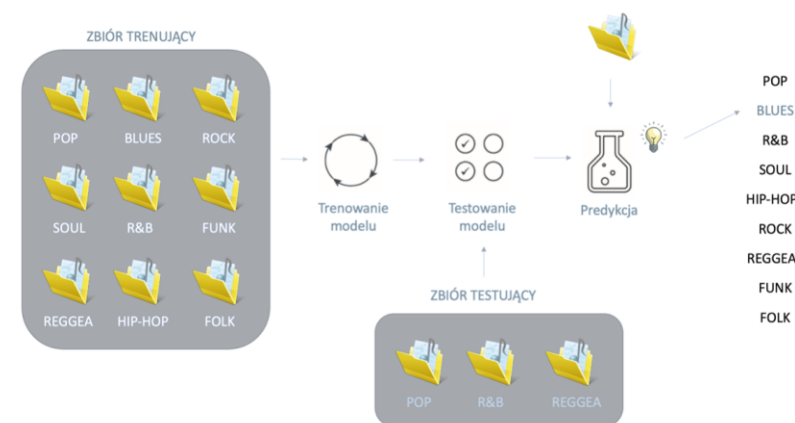 ZBIÓR TRENUJĄCY
POP BLUES ROCK
SOUL R&B FUNK
REGGEA HIP-HOP FOLK
Trenowanie
modelu
Testowanie
modelu
Predykcja
ZBIÓR TESTUJĄCY
POP R&B REGGEA
POP
BLUES
R&B
SOUL
HIP-HOP
ROCK
REGGEA
FUNK
FOLK